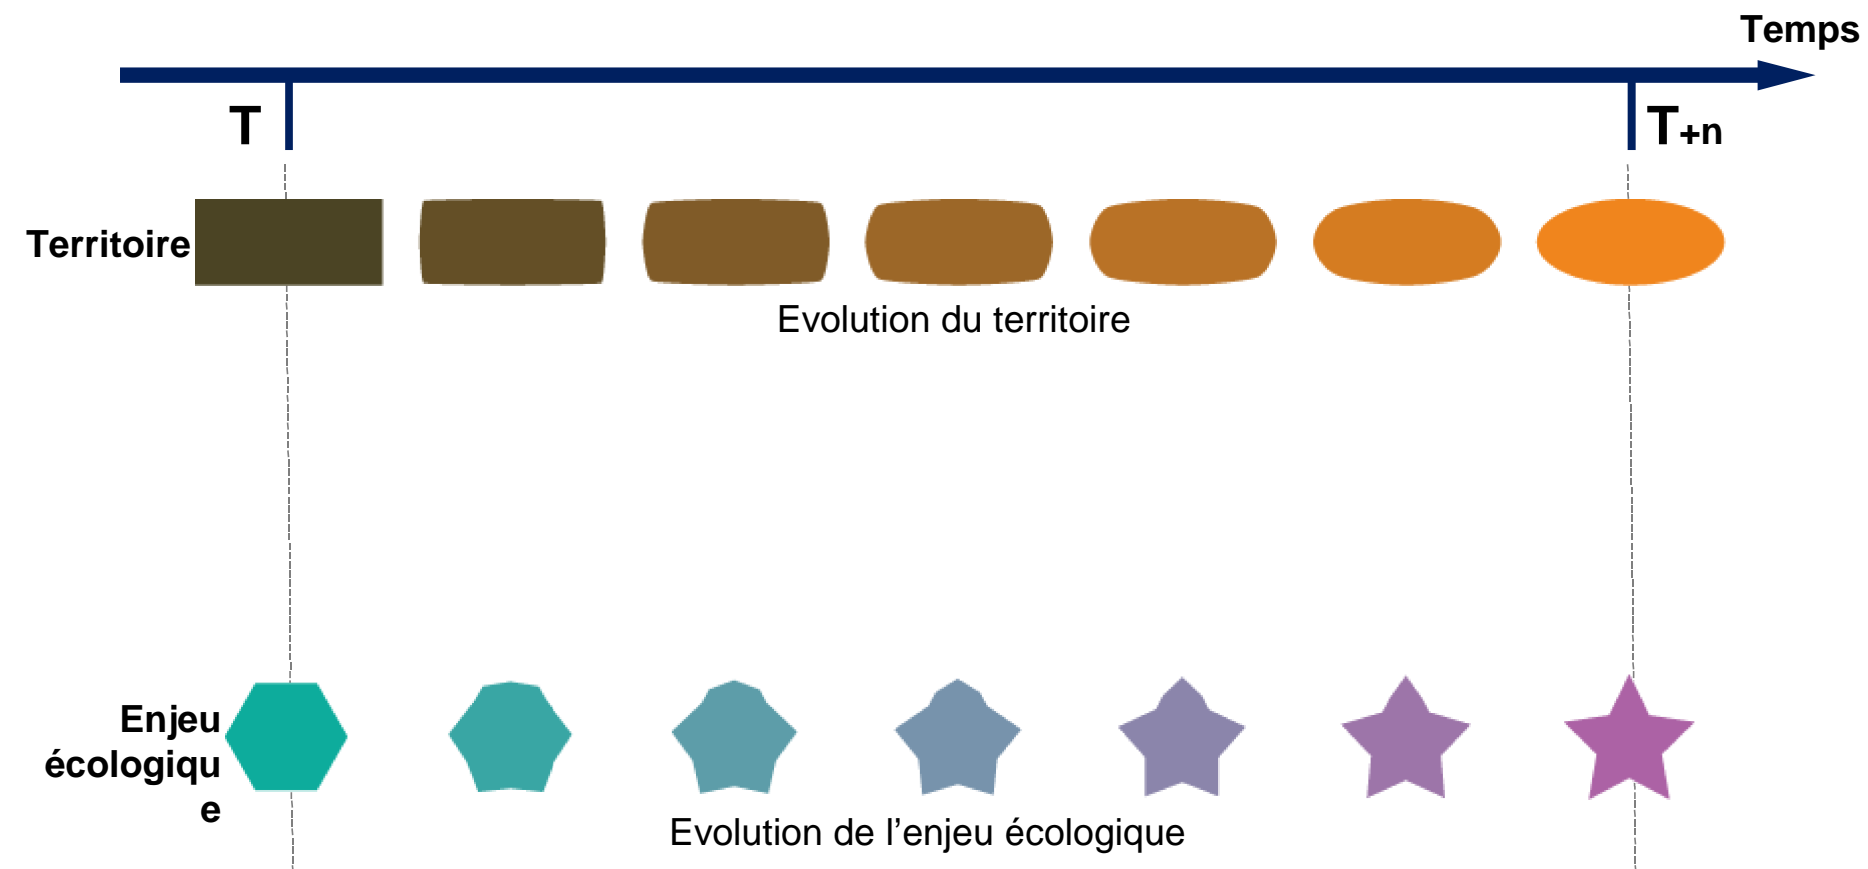 Temps
T
T+n
Territoire
Evolution du territoire
Enjeu
écologiqu
e
Evolution de l’enjeu écologique